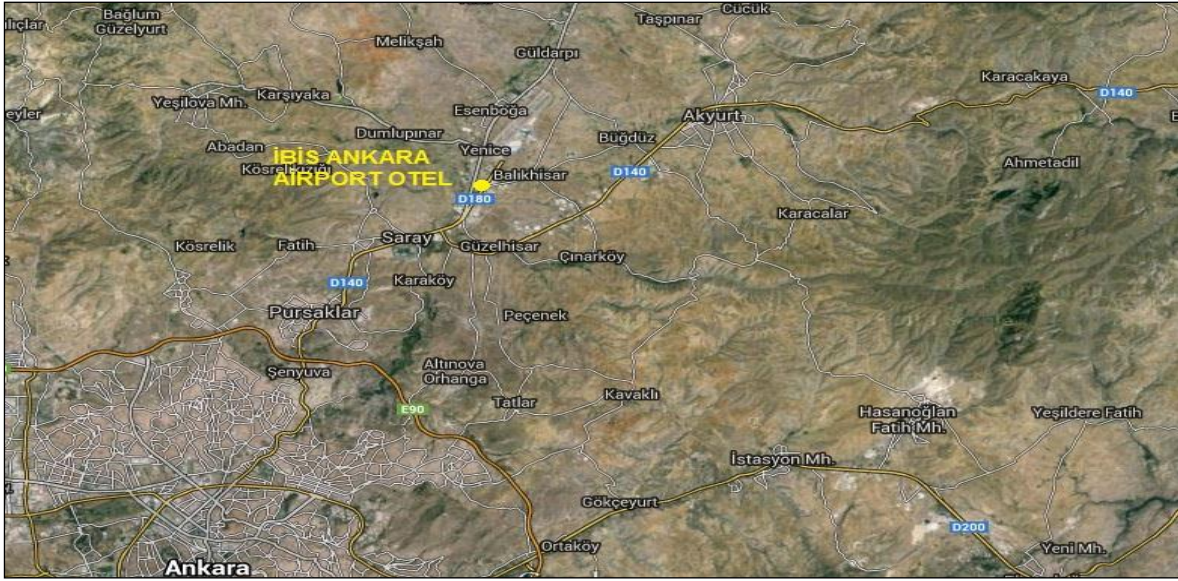 Bağlum
Güzelyurt
Melikşah
Taşpınar
Cücük
Güldarpı
Karacakaya
D140
Yeşilova Mh.
Karşıyaka
Esenboğa
Akyurt
Dumlupınar
Yenice
Büğdüz
Abadan
Kösrelikızığı
İBİS ANKARA
AIRPORT OTEL
Balıkhisar
D140
Ahmetadil
D180
Karacalar
Kösrelik
Fatih
Saray
Güzelhisar
Çınarköy
D140
Karaköy
Pursaklar
Peçenek
Şenyuva
Altınova
Orhanga
Tatlar
Kavaklı
E90
Hasanoğlan
Fatih Mh.
Yeşildere Fatih
İstasyon Mh.
Gökçeyurt
D200
Ortaköy
Yeni Mh.
Ankara